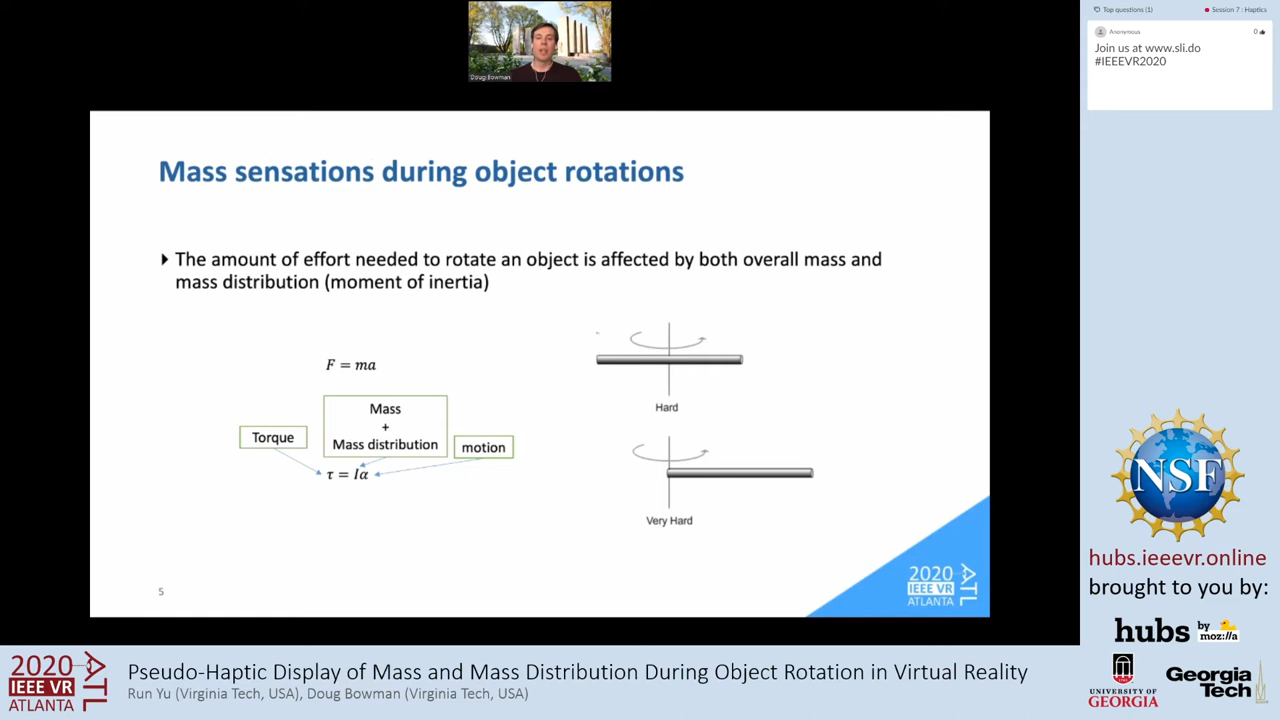 Doug Bowman
Top questions (1)
Session 7 : Haptics
Anonymous
0
Join us at www.sli.do
#IEEEVR2020
Mass sensations during object rotations
The amount of effort needed to rotate an object is affected by both overall mass and
mass distribution (moment of inertia)
F = ma
Mass
+
Mass distribution
Torque
motion
τ = Iα
Hard
Very Hard
5
2020
IEEE VR
ATLANTA
ATL
NSF
hubs.ieeevr.online
brought to you by:
hubs by
moz://a
UNIVERSITY OF
GEORGIA
Georgia
Tech
2020
IEEE VR
ATLANTA
ATL
Pseudo-Haptic Display of Mass and Mass Distribution During Object Rotation in Virtual Reality
Run Yu (Virginia Tech, USA), Doug Bowman (Virginia Tech, USA)